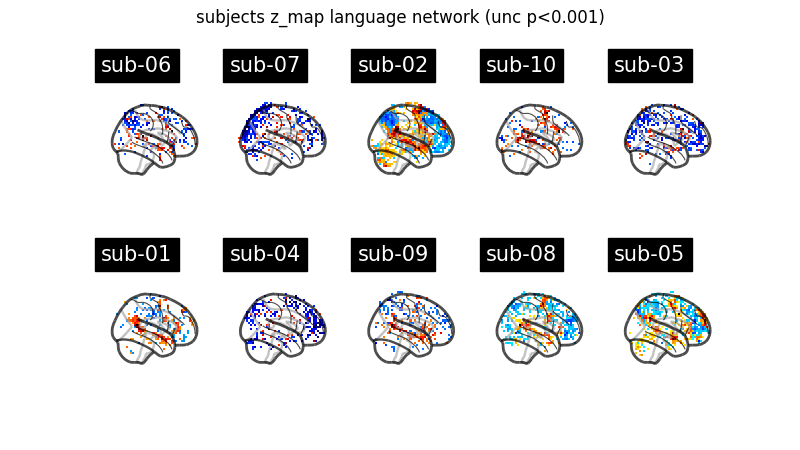 subjects z_map language network (unc p<0.001)
sub-06 sub-07 sub-02 sub-10 sub-03
sub-01 sub-04 sub-09 sub-08 sub-05